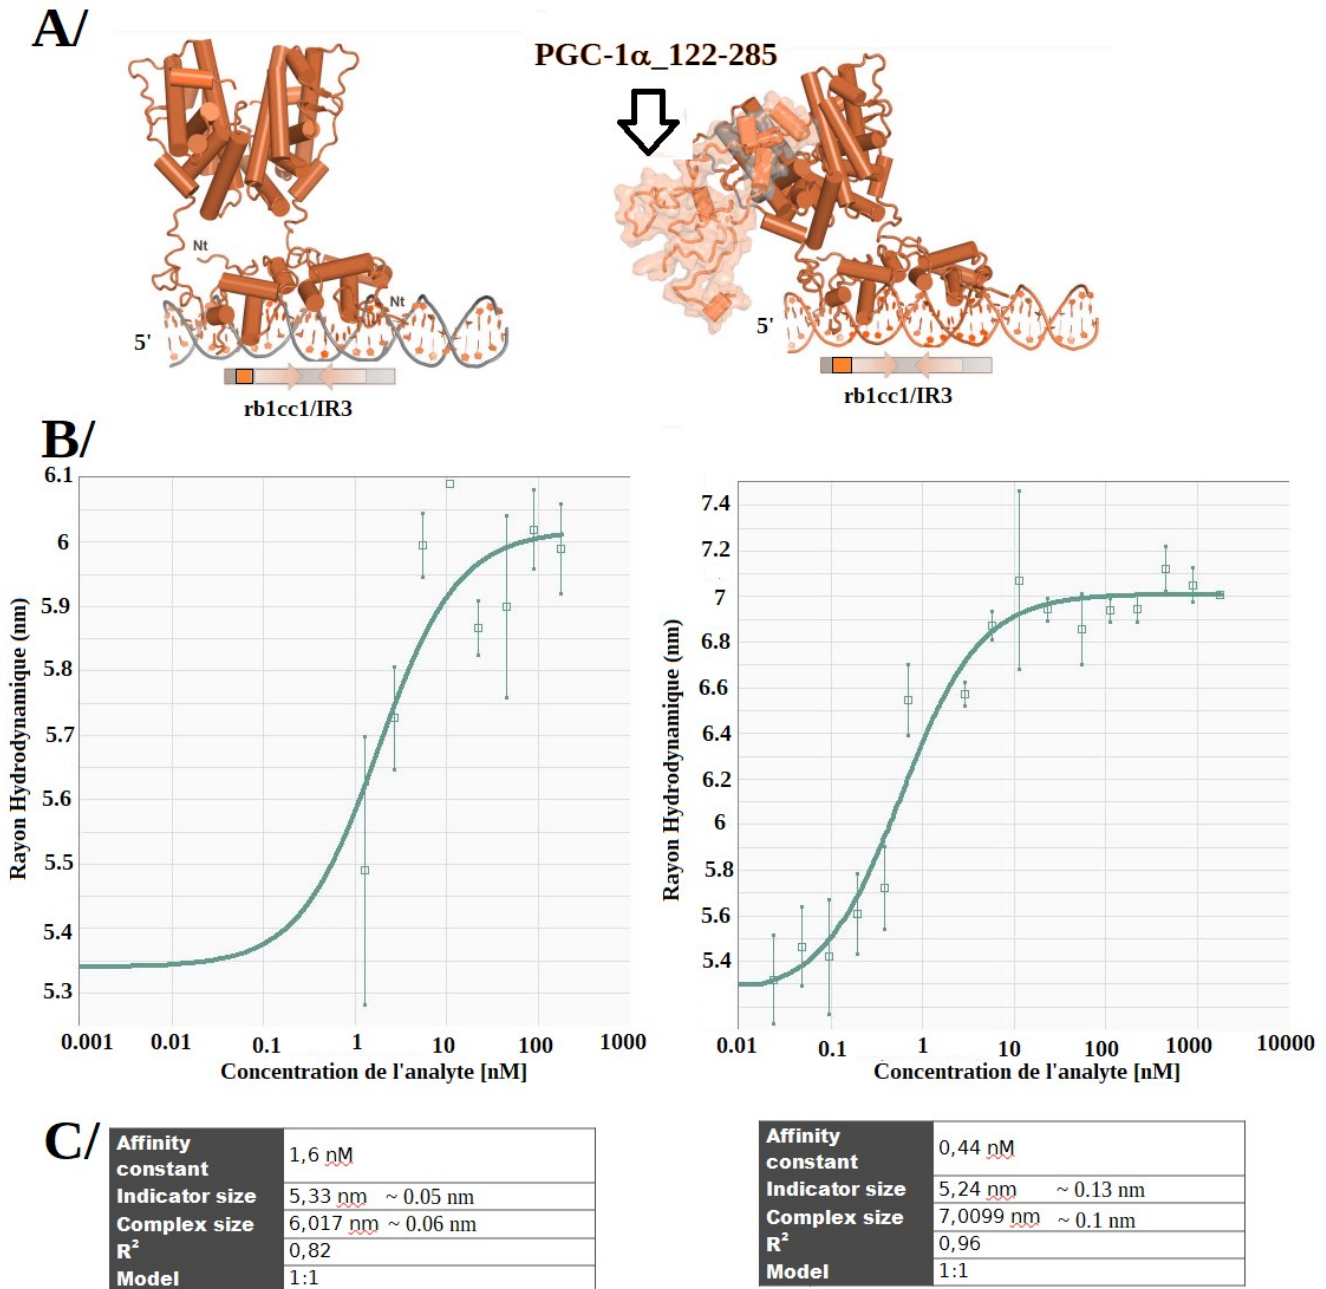 A/
PGC-1α_122-285
Nt
Nt
5'
rb1cc1/IR3
5'
rb1cc1/IR3
B/
6.1
6
5.9
5.8
5.7
5.6
5.5
5.4
5.3
Rayon Hydrodynamique (nm)
0.001 0.01 0.1 1 10 100 1000
Concentration de l'analyte [nM]
7.4
7.2
7
6.8
6.6
6.4
6.2
6
5.8
5.6
5.4
Rayon Hydrodynamique (nm)
0.01 0.1 1 10 100 1000 10000
Concentration de l'analyte [nM]
C/
Affinity
constant 1,6 nM
Indicator size 5,33 nm ~ 0.05 nm
Complex size 6,017 nm ~ 0.06 nm
R² 0,82
Model 1:1
Affinity
constant 0,44 nM
Indicator size 5,24 nm ~ 0.13 nm
Complex size 7,0099 nm ~ 0.1 nm
R² 0,96
Model 1:1